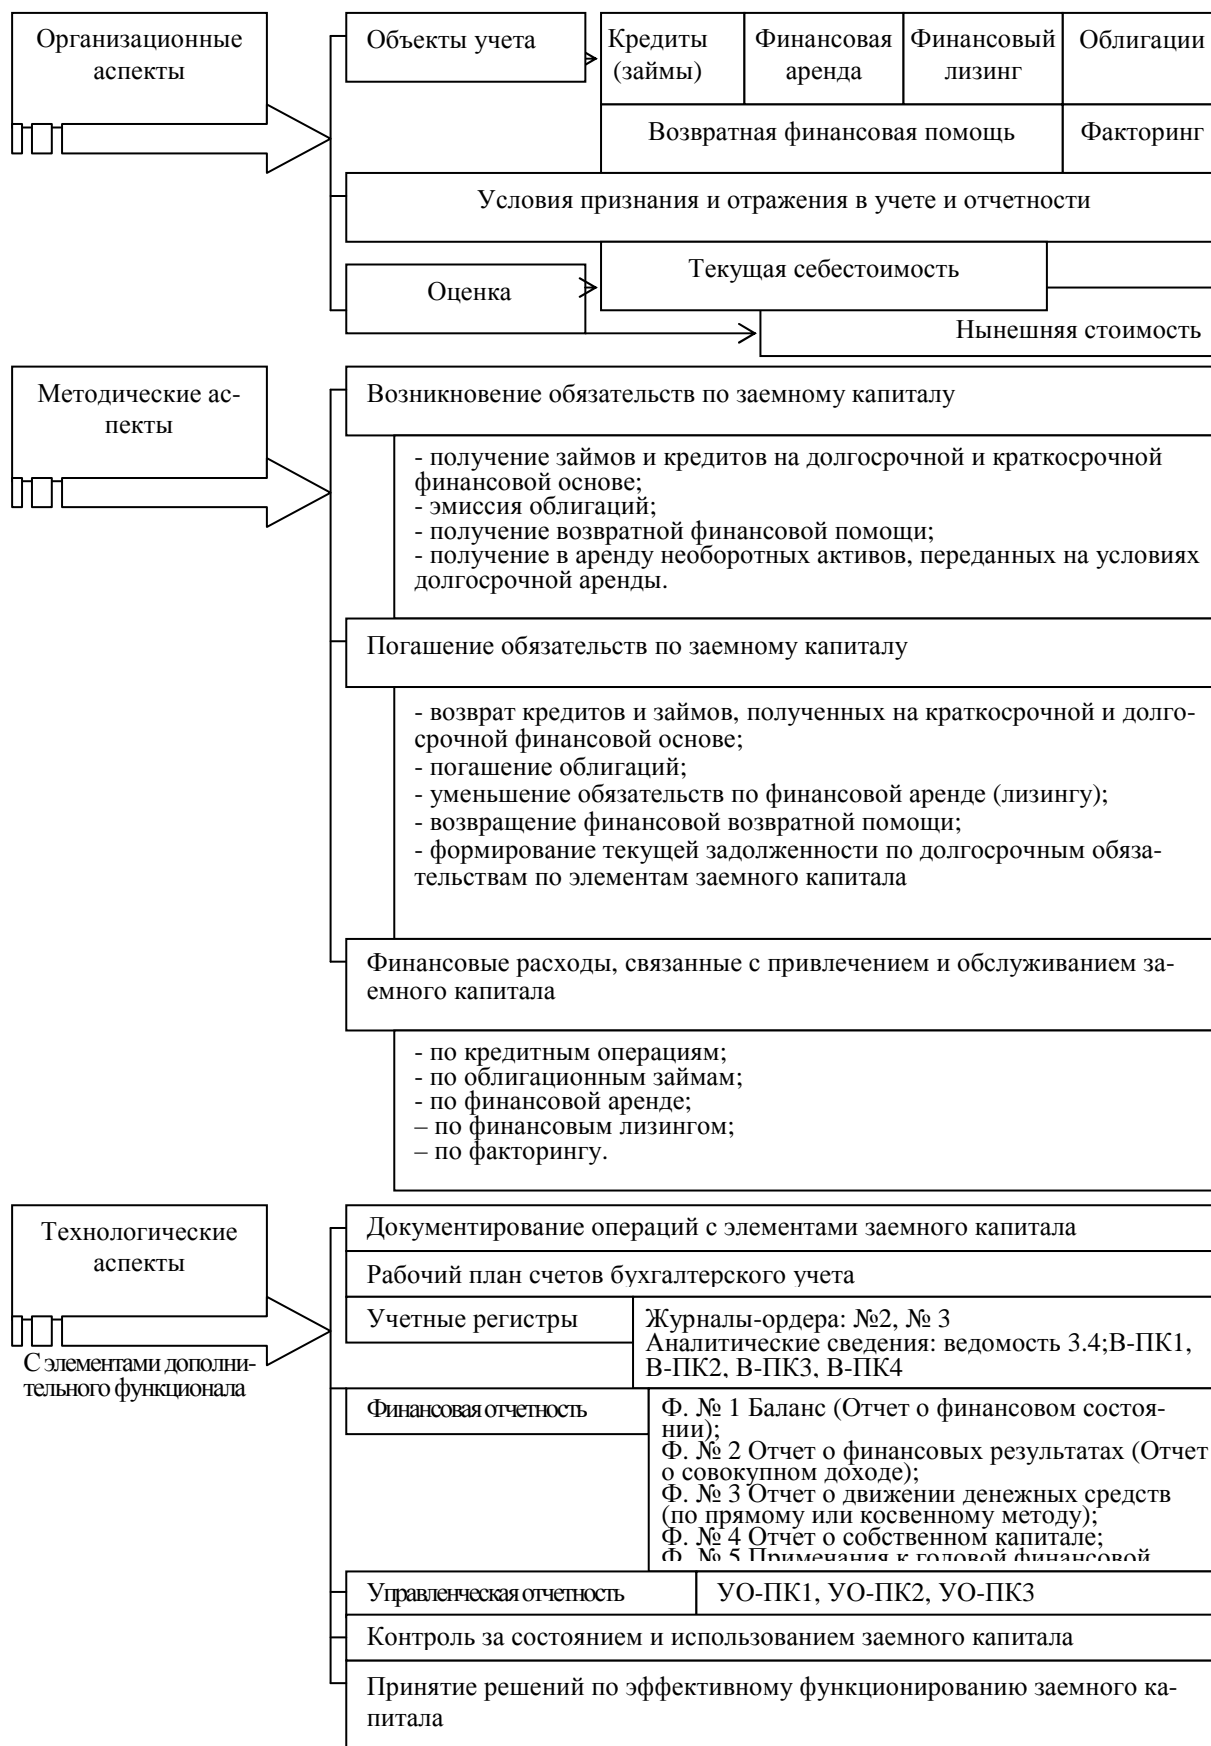 Организационные
аспекты
Объекты учета
Кредиты
(займы)
Финансовая
аренда
Финансовый
лизинг
Облигации
Возвратная финансовая помощь
Факторинг
Условия признания и отражения в учете и отчетности
Оценка
Текущая себестоимость
Нынешняя стоимость
Методические ас-
пекты
Возникновение обязательств по заемному капиталу
- получение займов и кредитов на долгосрочной и краткосрочной
финансовой основе;
- эмиссия облигаций;
- получение возвратной финансовой помощи;
- получение в аренду необоротных активов, переданных на условиях
долгосрочной аренды.
Погашение обязательств по заемному капиталу
- возврат кредитов и займов, полученных на краткосрочной и долго-
срочной финансовой основе;
- погашение облигаций;
- уменьшение обязательств по финансовой аренде (лизингу);
- возвращение финансовой возвратной помощи;
- формирование текущей задолженности по долгосрочным обяза-
тельствам по элементам заемного капитала
Финансовые расходы, связанные с привлечением и обслуживанием за-
емного капитала
- по кредитным операциям;
- по облигационным займам;
- по финансовой аренде;
– по финансовым лизингом;
– по факторингу.
Технологические
аспекты
С элементами дополни-
тельного функционала
Документирование операций с элементами заемного капитала
Рабочий план счетов бухгалтерского учета
Учетные регистры
Журналы-ордера: №2, № 3
Аналитические сведения: ведомость 3.4;В-ПК1,
В-ПК2, В-ПК3, В-ПК4
Финансовая отчетность
Ф. № 1 Баланс (Отчет о финансовом состоя-
нии);
Ф. № 2 Отчет о финансовых результатах (Отчет
о совокупном доходе);
Ф. № 3 Отчет о движении денежных средств
(по прямому или косвенному методу);
Ф. № 4 Отчет о собственном капитале;
Ф. № 5 Примечания к годовой финансовой
Управленческая отчетность
УО-ПК1, УО-ПК2, УО-ПК3
Контроль за состоянием и использованием заемного капитала
Принятие решений по эффективному функционированию заемного ка-
питала